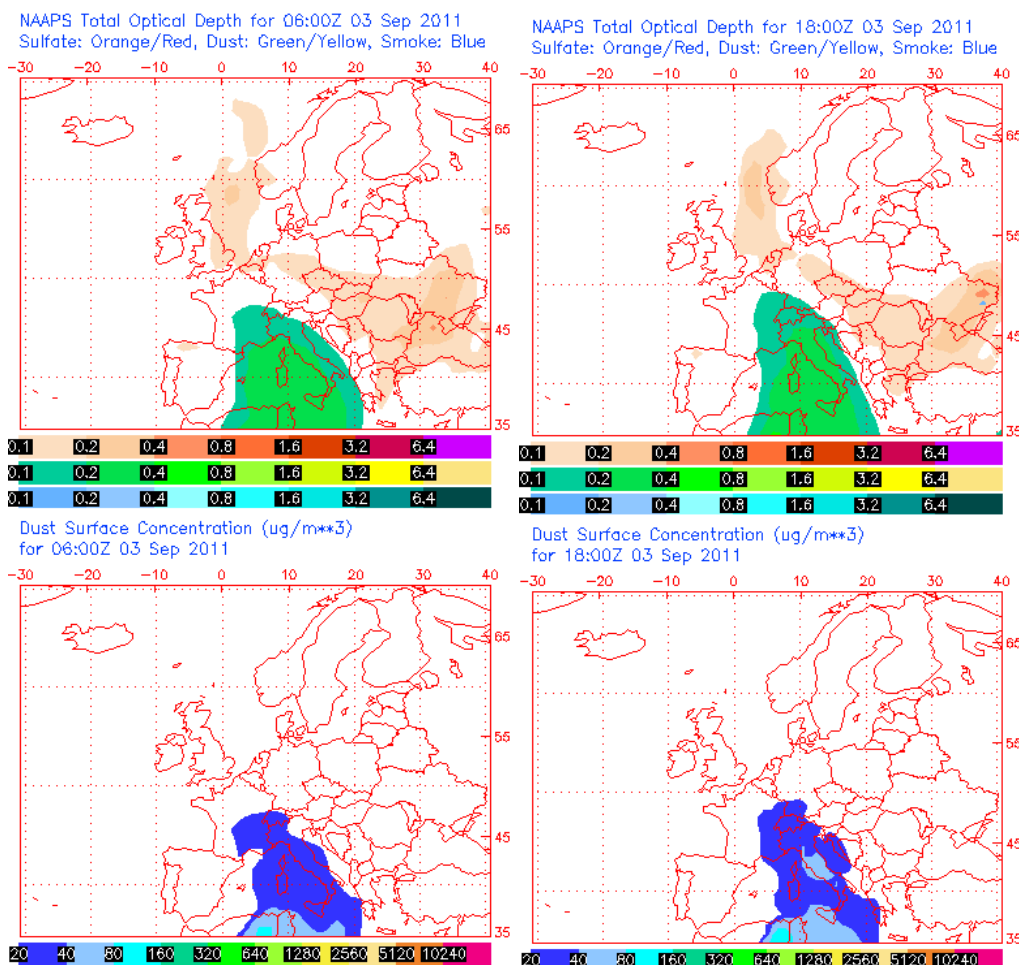 NAAPS Total Optical Depth for 06:00Z 03 Sep 2011
Sulfate: Orange/Red, Dust: Green/Yellow, Smoke: Blue
-30 -20 -10 0 10 20 30 40
65
55
45
35
0.1 0.2 0.4 0.8 1.6 3.2 6.4
0.1 0.2 0.4 0.8 1.6 3.2 6.4
0.1 0.2 0.4 0.8 1.6 3.2 6.4
NAAPS Total Optical Depth for 18:00Z 03 Sep 2011
Sulfate: Orange/Red, Dust: Green/Yellow, Smoke: Blue
-30 -20 -10 0 10 20 30 40
65
55
45
35
0.1 0.2 0.4 0.8 1.6 3.2 6.4
0.1 0.2 0.4 0.8 1.6 3.2 6.4
0.1 0.2 0.4 0.8 1.6 3.2 6.4
Dust Surface Concentration (ug/m**3)
for 06:00Z 03 Sep 2011
-30 -20 -10 0 10 20 30 40
65
55
45
35
20 40 80 160 320 640 1280 2560 5120 10240
Dust Surface Concentration (ug/m**3)
for 18:00Z 03 Sep 2011
-30 -20 -10 0 10 20 30 40
65
55
45
35
20 40 80 160 320 640 1280 2560 5120 10240